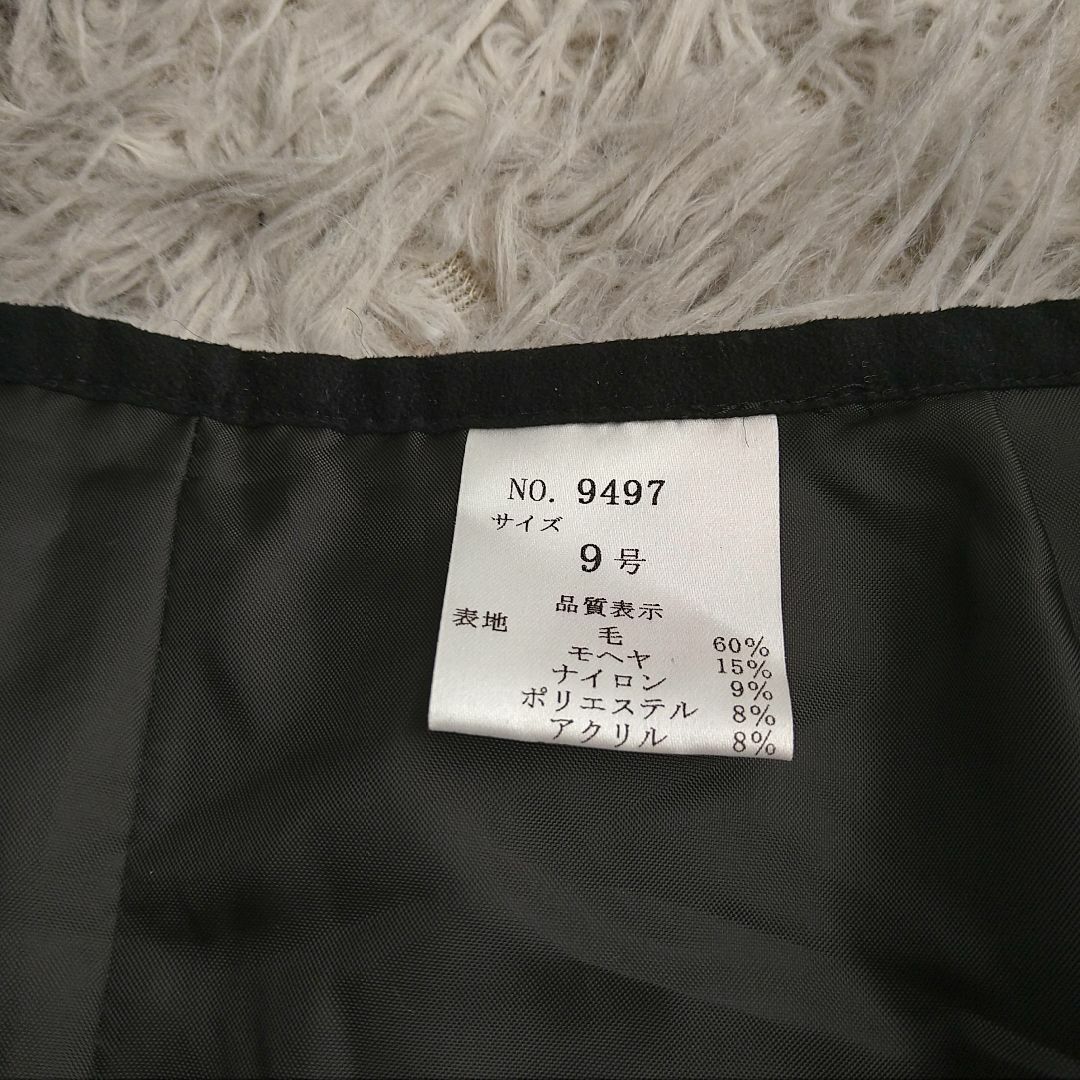 NO. 9497
サイズ
9号
品質表示
表地 毛 60%
モヘヤ 15%
ナイロン 9%
ポリエステル 8%
アクリル 8%